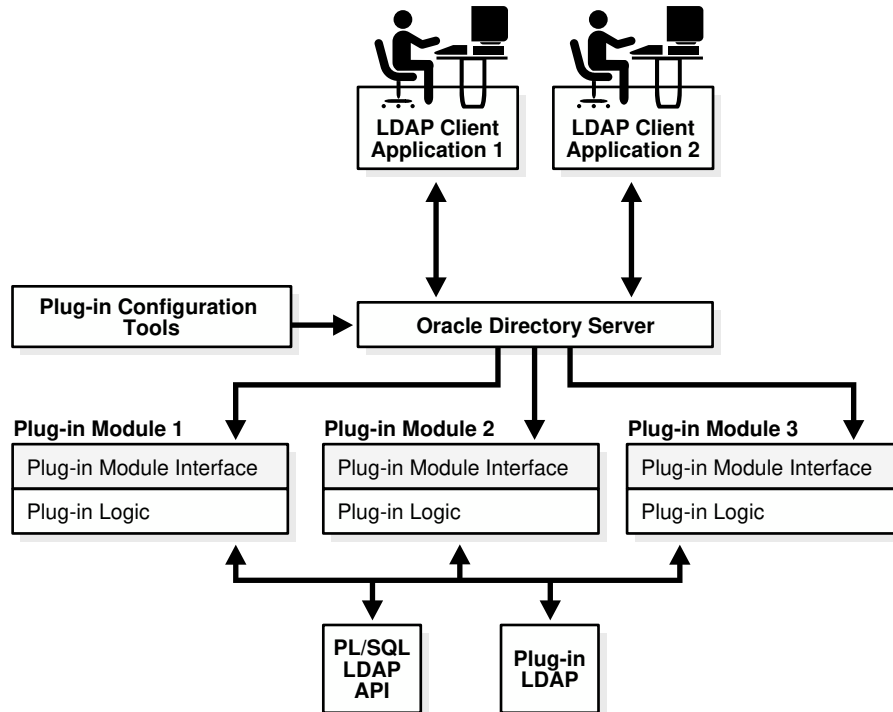 LDAP Client
Application 1
LDAP Client
Application 2
Plug-in Configuration
Tools
Oracle Directory Server
Plug-in Module 1
Plug-in Module Interface
Plug-in Logic
Plug-in Module 2
Plug-in Module Interface
Plug-in Logic
Plug-in Module 3
Plug-in Module Interface
Plug-in Logic
PL/SQL
LDAP
API
Plug-in
LDAP